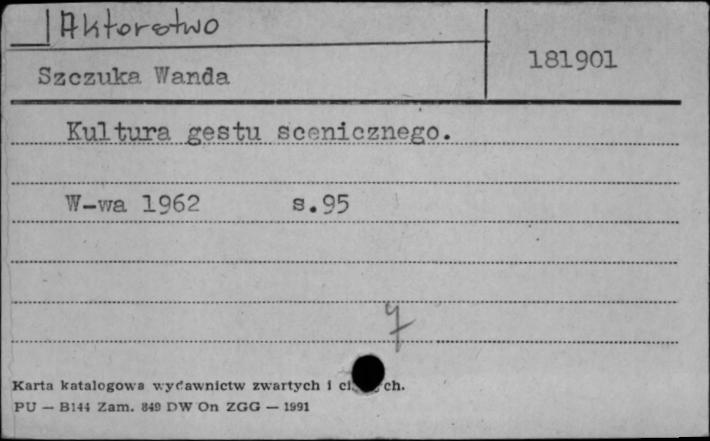 Aktorstwo
Szczuka Wanda
181901
Kultura gestu scenicznego.
W-wa 1962 s.95
Karta katalogowa wydawnictw zwartych i
PU — B144 Zam. 849 DW On ZGG — 1991